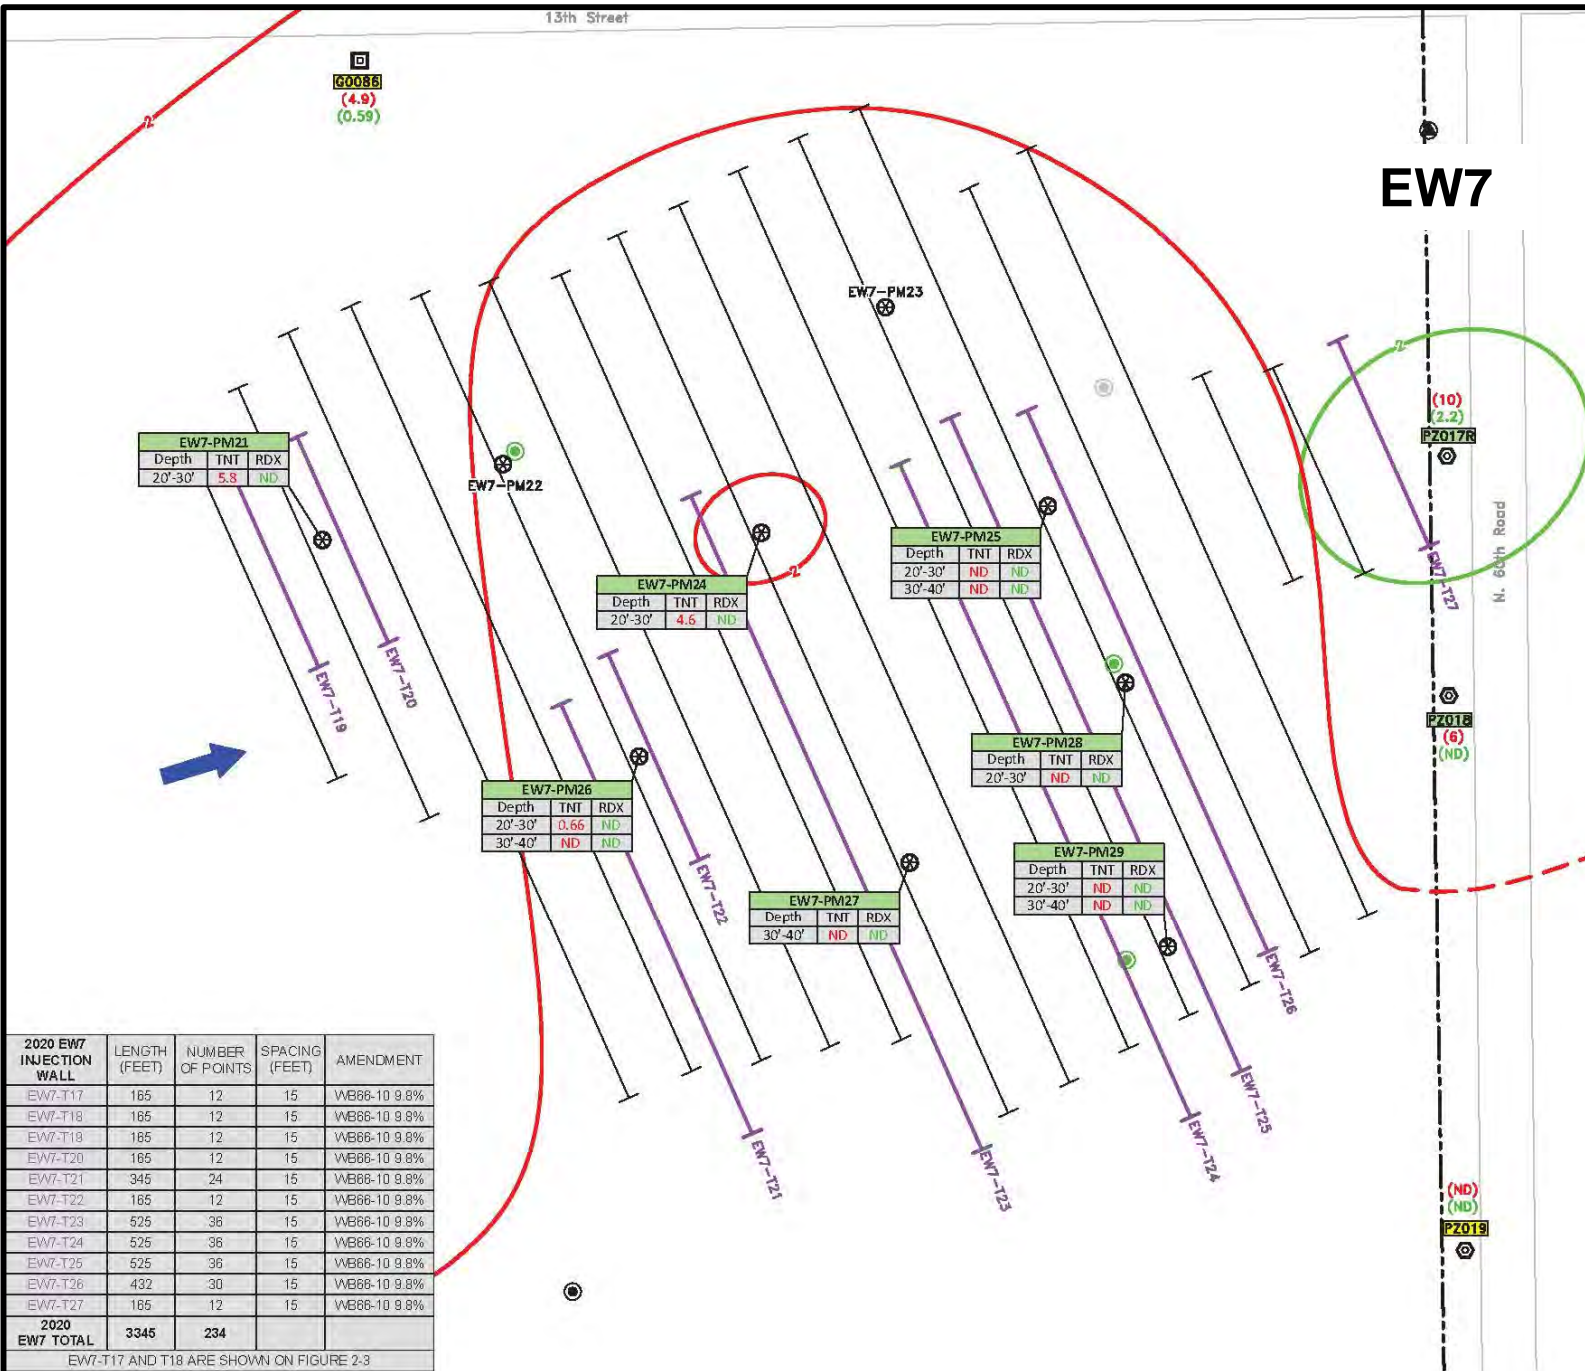 13th Street
2
G0086
(4.9)
(0.59)
EW7
EW7-PM23
2
(10)
(2.2)
PZ017R
EW7-PM21
Depth TNT RDX
20'-30' 5.8 ND
EW7-PM22
EW7-PM25
Depth TNT RDX
20'-30' ND ND
30'-40' ND ND
N. 60th Road
EW7-T27
2
EW7-PM24
Depth TNT RDX
20'-30' 4.6 ND
EW7-T19
EW7-T20
PZ018
(6)
(ND)
EW7-PM28
Depth TNT RDX
20'-30' ND ND
EW7-PM26
Depth TNT RDX
20'-30' 0.66 ND
30'-40' ND ND
EW7-T22
EW7-PM29
Depth TNT RDX
20'-30' ND ND
30'-40' ND ND
EW7-PM27
Depth TNT RDX
30'-40' ND ND
EW7-T26
EW7-T25
EW7-T24
EW7-T23
EW7-T21
(ND)
(ND)
PZ019
2020 EW7 INJECTION WALL LENGTH (FEET) NUMBER OF POINTS SPACING (FEET) AMENDMENT
EW7-T17 165 12 15 WB66-10 9.8%
EW7-T18 165 12 15 WB66-10 9.8%
EW7-T19 165 12 15 WB66-10 9.8%
EW7-T20 165 12 15 WB66-10 9.8%
EW7-T21 345 24 15 WB66-10 9.8%
EW7-T22 165 12 15 WB66-10 9.8%
EW7-T23 525 36 15 WB66-10 9.8%
EW7-T24 525 36 15 WB66-10 9.8%
EW7-T25 525 36 15 WB66-10 9.8%
EW7-T26 432 30 15 WB66-10 9.8%
EW7-T27 165 12 15 WB66-10 9.8%
2020 EW7 TOTAL 3345 234
EW7-T17 AND T18 ARE SHOWN ON FIGURE 2-3